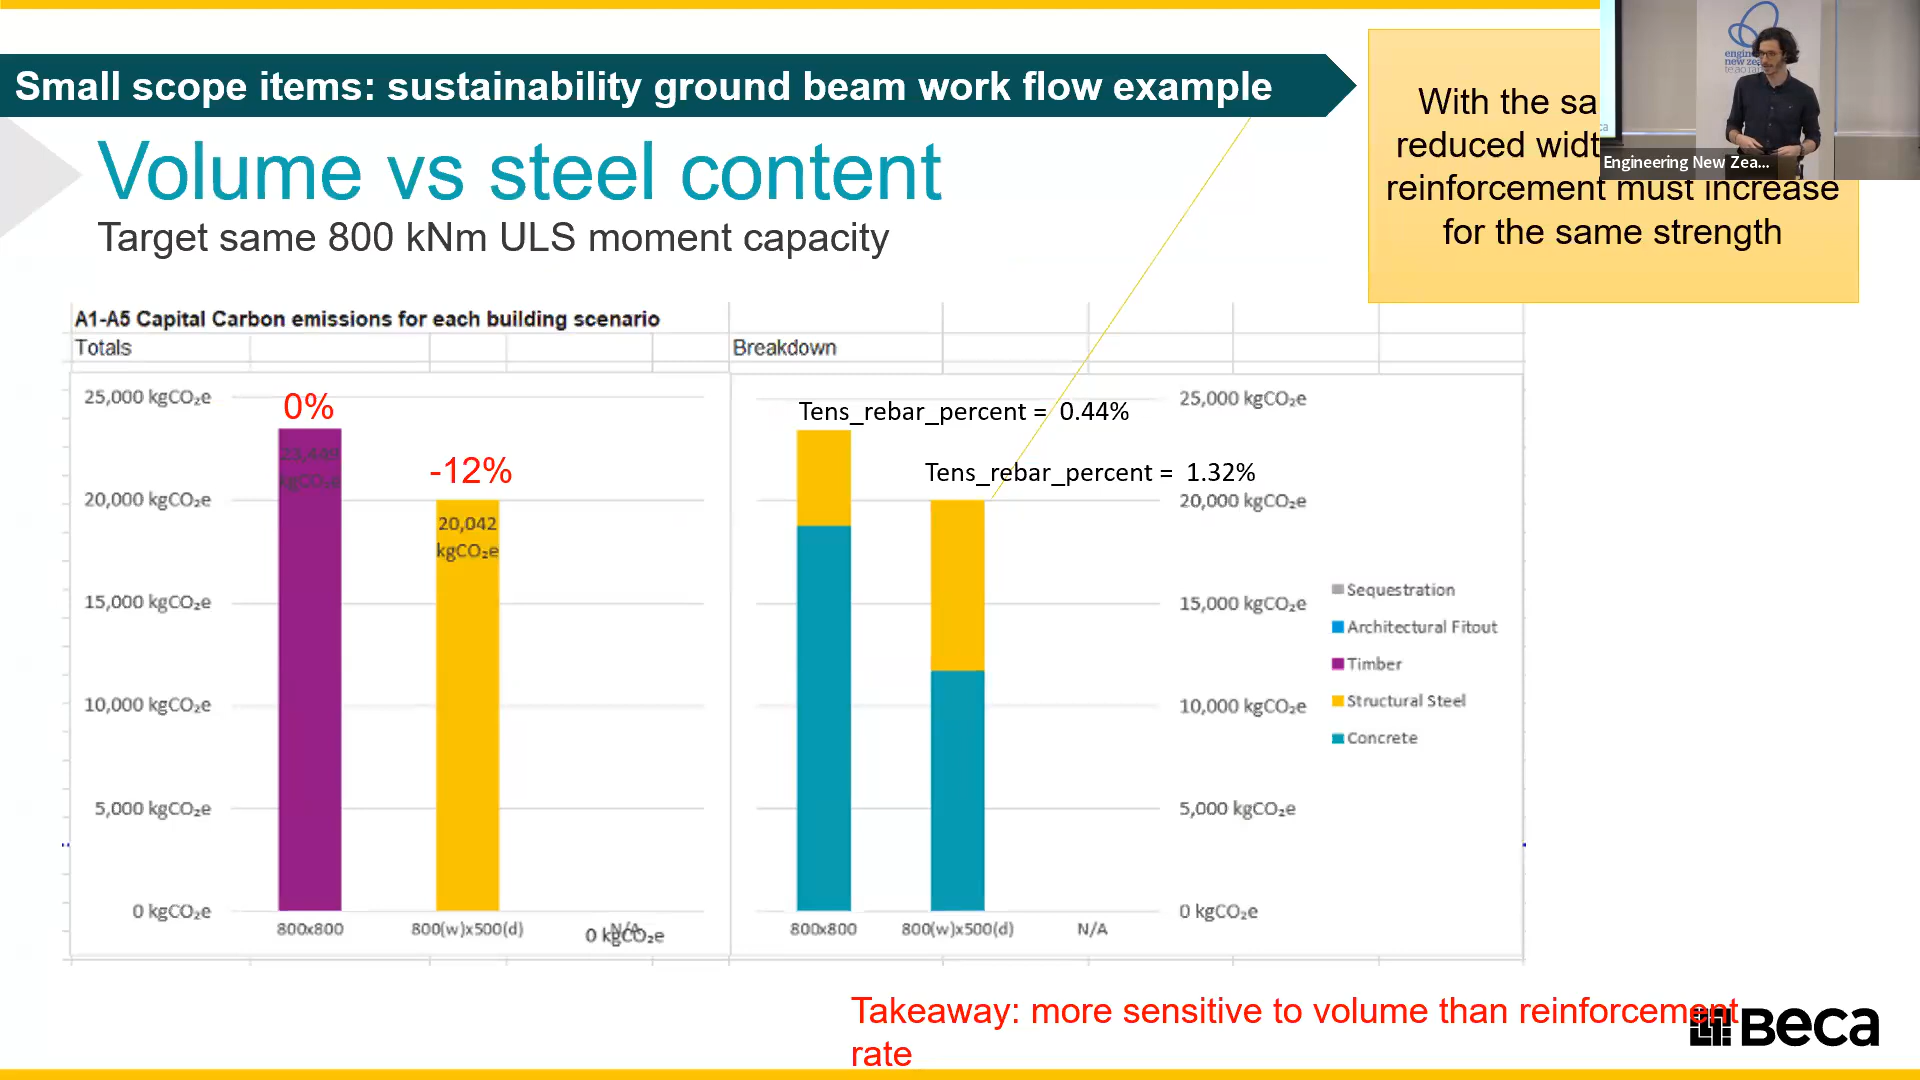 Small scope items: sustainability ground beam work flow example
Volume vs steel content
Target same 800 kNm ULS moment capacity
With the
reduced
reinforcement must increase
for the same strength
Engineering New Zea...
A1-A5 Capital Carbon emissions for each building scenario
Totals
Breakdown
25,000 kgCO₂e
20,000 kgCO₂e
15,000 kgCO₂e
10,000 kgCO₂e
5,000 kgCO₂e
0 kgCO₂e
0%
23,449
kgCO₂e
-12%
20,042
kgCO₂e
800x800
800(w)x500(d)
N/A
0 kgCO₂e
Tens_rebar_percent = 0.44%
Tens_rebar_percent = 1.32%
800x800
800(w)x500(d)
N/A
25,000 kgCO₂e
20,000 kgCO₂e
15,000 kgCO₂e
10,000 kgCO₂e
5,000 kgCO₂e
0 kgCO₂e
Sequestration
Architectural Fitout
Timber
Structural Steel
Concrete
Takeaway: more sensitive to volume than reinforcement
rate
Beca